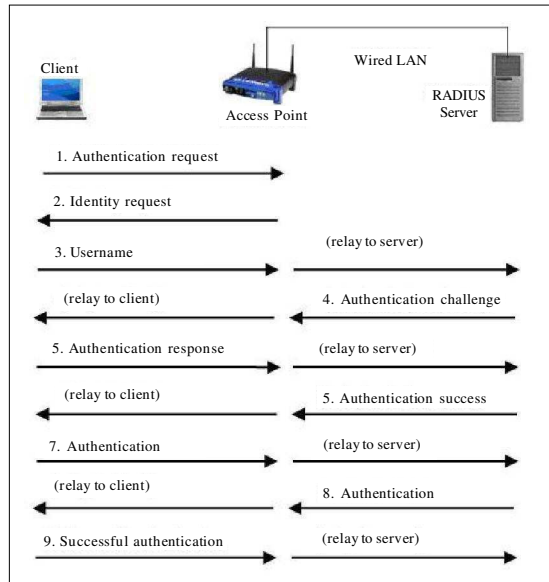 Wired LAN
Client
RADIUS
Server
Access Point
1. Authentication request
2. Identity request
3. Username
(relay to server)
(relay to client)
4. Authentication challenge
5. Authentication response
(relay to server)
(relay to client)
5. Authentication success
7. Authentication
(relay to server)
(relay to client)
8. Authentication
9. Successful authentication
(relay to server)